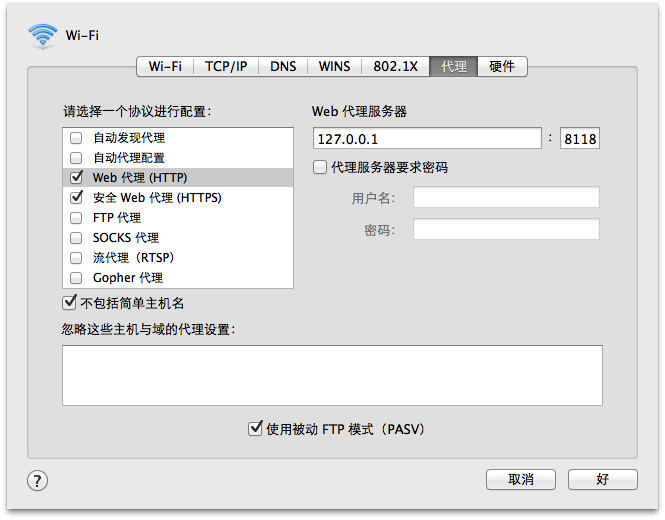 Wi-Fi
Wi-Fi TCP/IP DNS WINS 802.1X 代理 硬件
请选择一个协议进行配置：
自动发现代理
自动代理配置
Web 代理 (HTTP)
安全 Web 代理 (HTTPS)
FTP 代理
SOCKS 代理
流代理（RTSP）
Gopher 代理
不包括简单主机名
Web 代理服务器
127.0.0.1 : 8118
代理服务器要求密码
用户名：
密码：
忽略这些主机与域的代理设置：
使用被动 FTP 模式（PASV）
?
取消 好